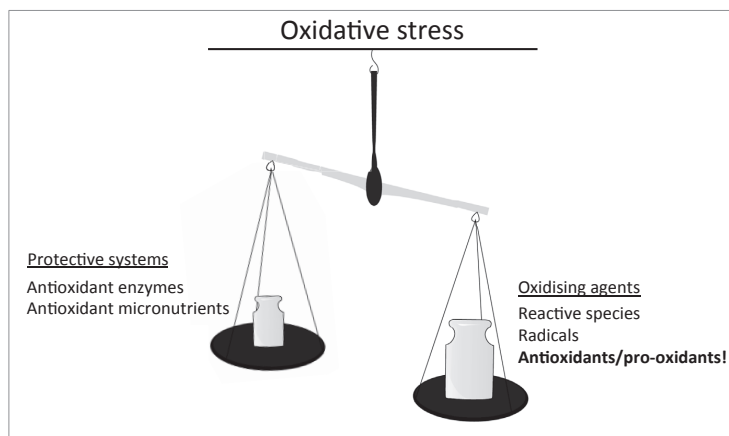 Oxidative stress
Protective systems
Antioxidant enzymes
Antioxidant micronutrients
Oxidising agents
Reactive species
Radicals
Antioxidants/pro-oxidants!